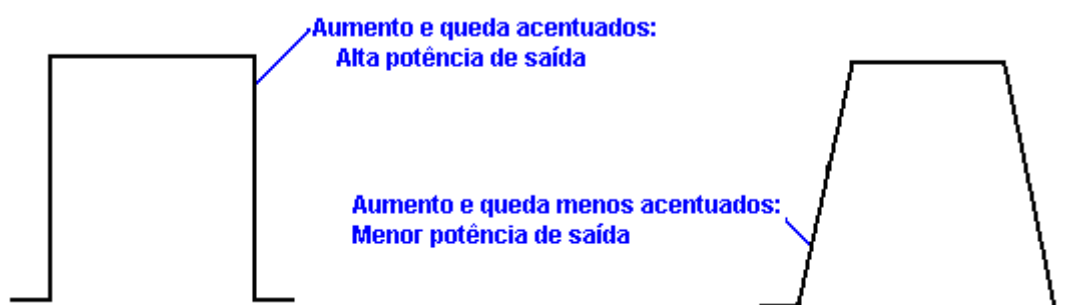 Aumento e queda acentuados:
Alta potência de saída
Aumento e queda menos acentuados:
Menor potência de saída